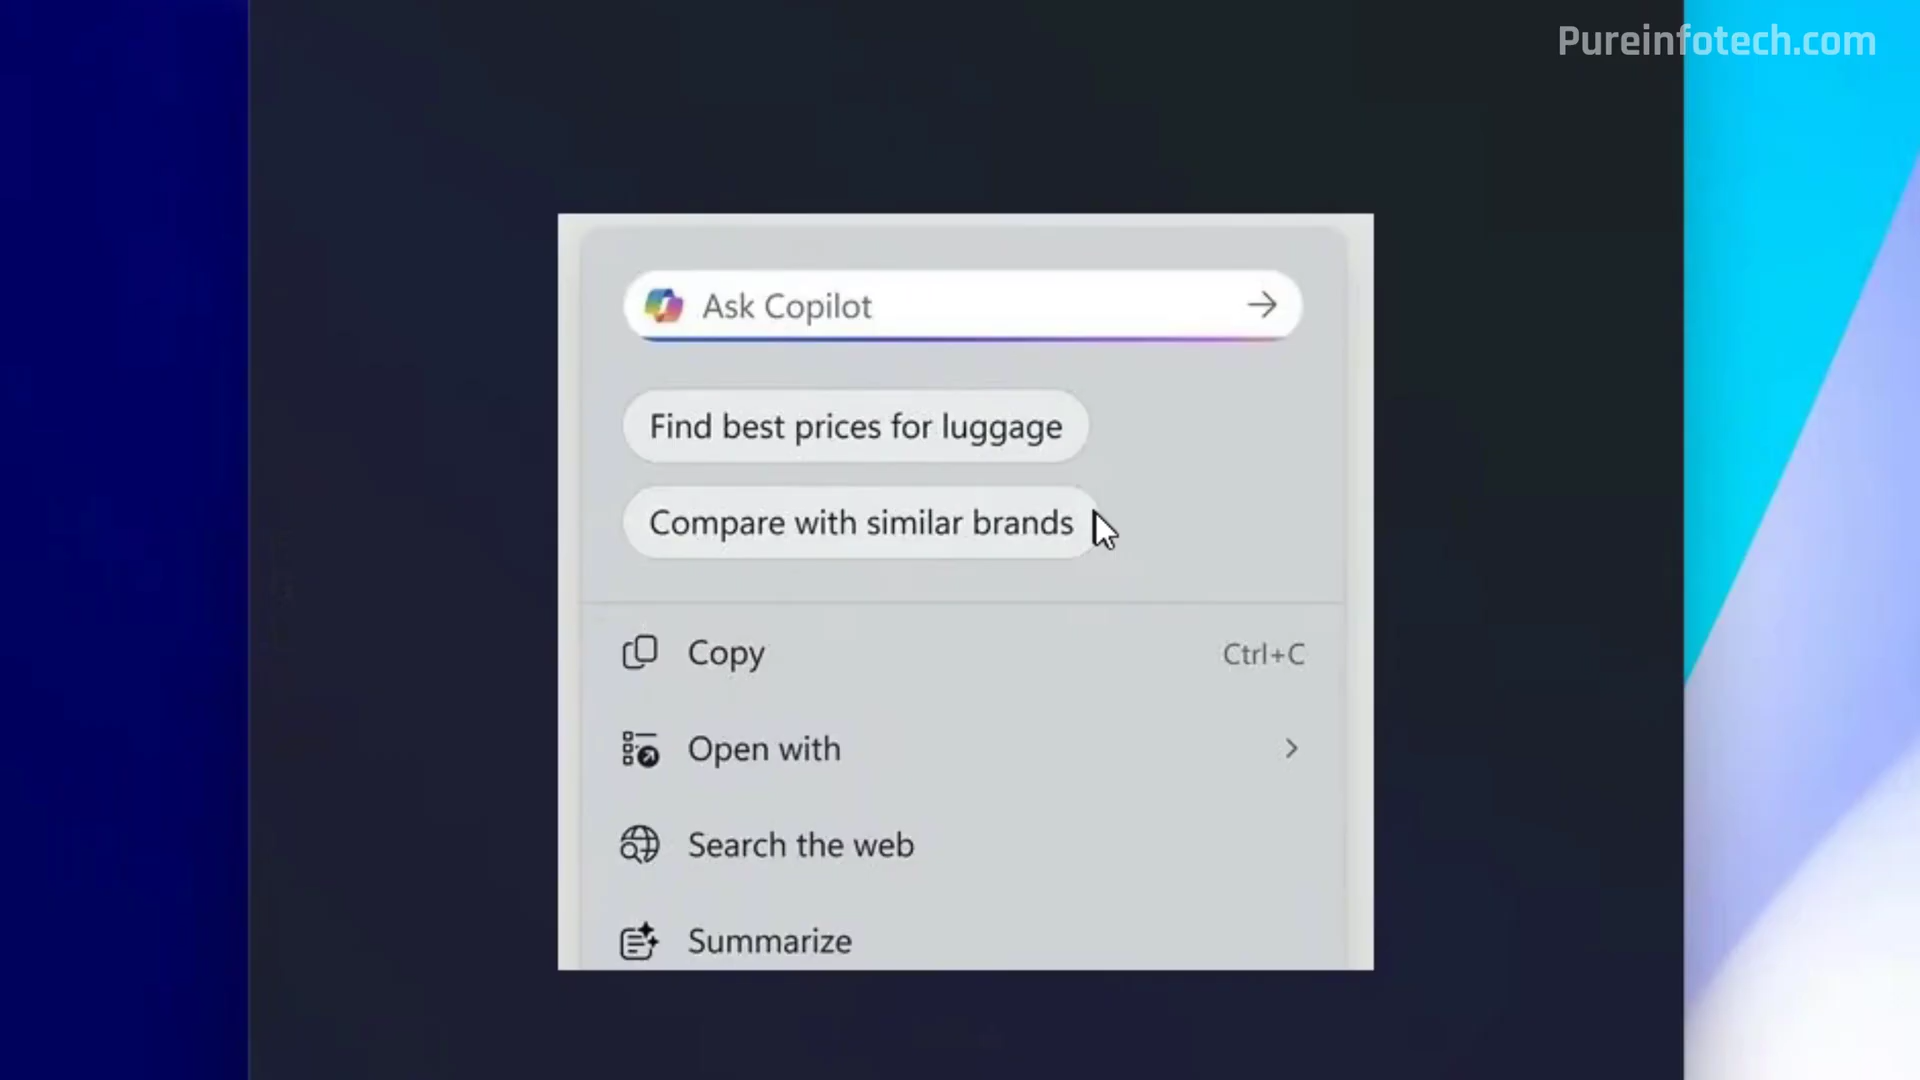 Pureinfotech.com
Ask Copilot
Find best prices for luggage
Compare with similar brands
Copy Ctrl+C
Open with
Search the web
Summarize